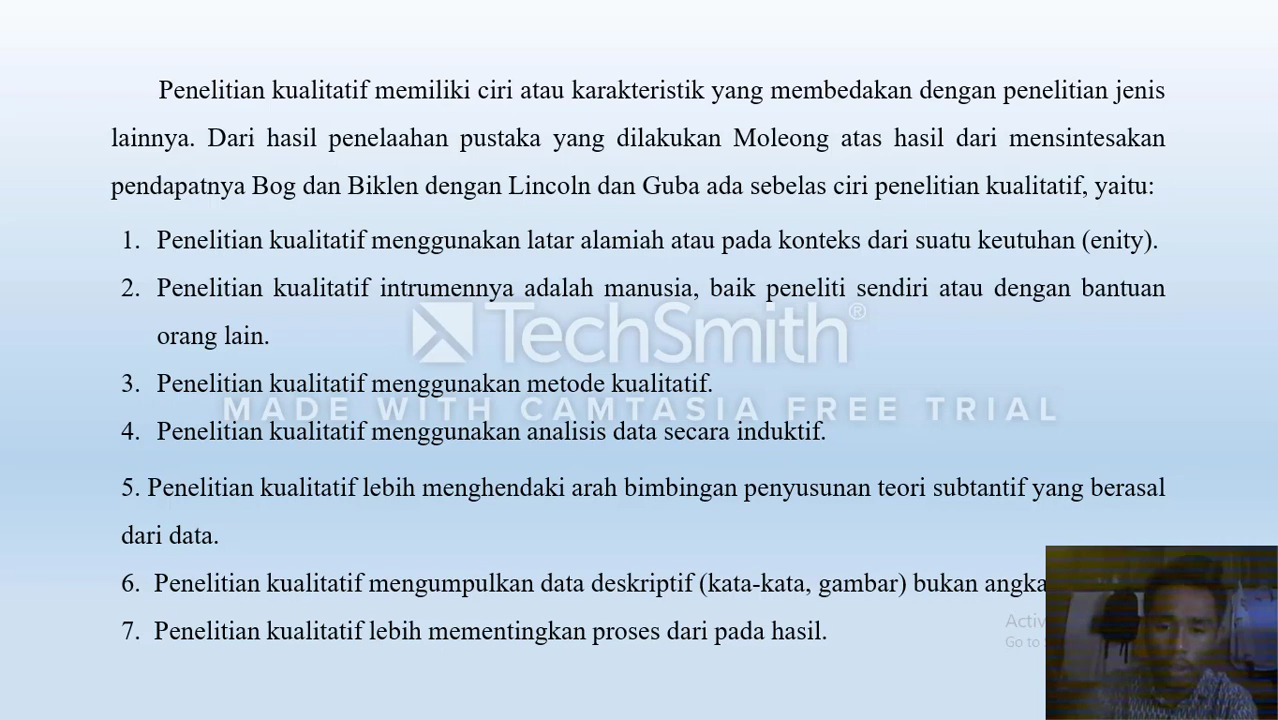 Penelitian kualitatif memiliki ciri atau karakteristik yang membedakan dengan penelitian jenis
lainnya. Dari hasil penelaahan pustaka yang dilakukan Moleong atas hasil dari mensintesakan
pendapatnya Bog dan Biklen dengan Lincoln dan Guba ada sebelas ciri penelitian kualitatif, yaitu:
1. Penelitian kualitatif menggunakan latar alamiah atau pada konteks dari suatu keutuhan (enity).
2. Penelitian kualitatif intrumennya adalah manusia, baik peneliti sendiri atau dengan bantuan
orang lain.
TechSmith®
3. Penelitian kualitatif menggunakan metode kualitatif.
MADE WITH CAMTASIA FREE TRIAL
4. Penelitian kualitatif menggunakan analisis data secara induktif.
5. Penelitian kualitatif lebih menghendaki arah bimbingan penyusunan teori subtantif yang berasal
dari data.
6. Penelitian kualitatif mengumpulkan data deskriptif (kata-kata, gambar) bukan angka
Activ
Go to S
7. Penelitian kualitatif lebih mementingkan proses dari pada hasil.